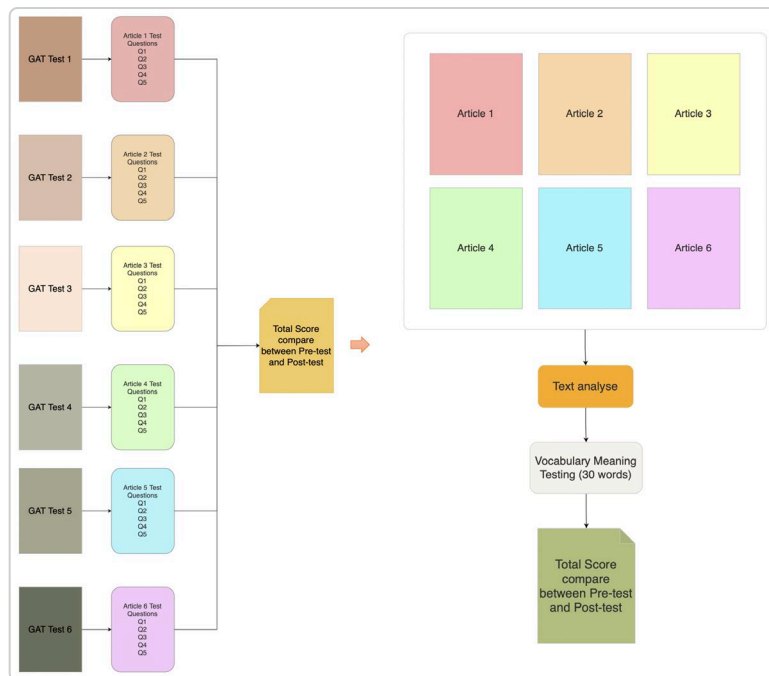 GAT Test 1
Article 1 Test
Questions
Q1
Q2
Q3
Q4
Q5
GAT Test 2
Article 2 Test
Questions
Q1
Q2
Q3
Q4
Q5
GAT Test 3
Article 3 Test
Questions
Q1
Q2
Q3
Q4
Q5
GAT Test 4
Article 4 Test
Questions
Q1
Q2
Q3
Q4
Q5
GAT Test 5
Article 5 Test
Questions
Q1
Q2
Q3
Q4
Q5
GAT Test 6
Article 6 Test
Questions
Q1
Q2
Q3
Q4
Q5
Total Score
compare
between Pre-test
and Post-test
Article 1
Article 2
Article 3
Article 4
Article 5
Article 6
Text analyse
Vocabulary Meaning
Testing (30 words)
Total Score
compare
between Pre-test
and Post-test